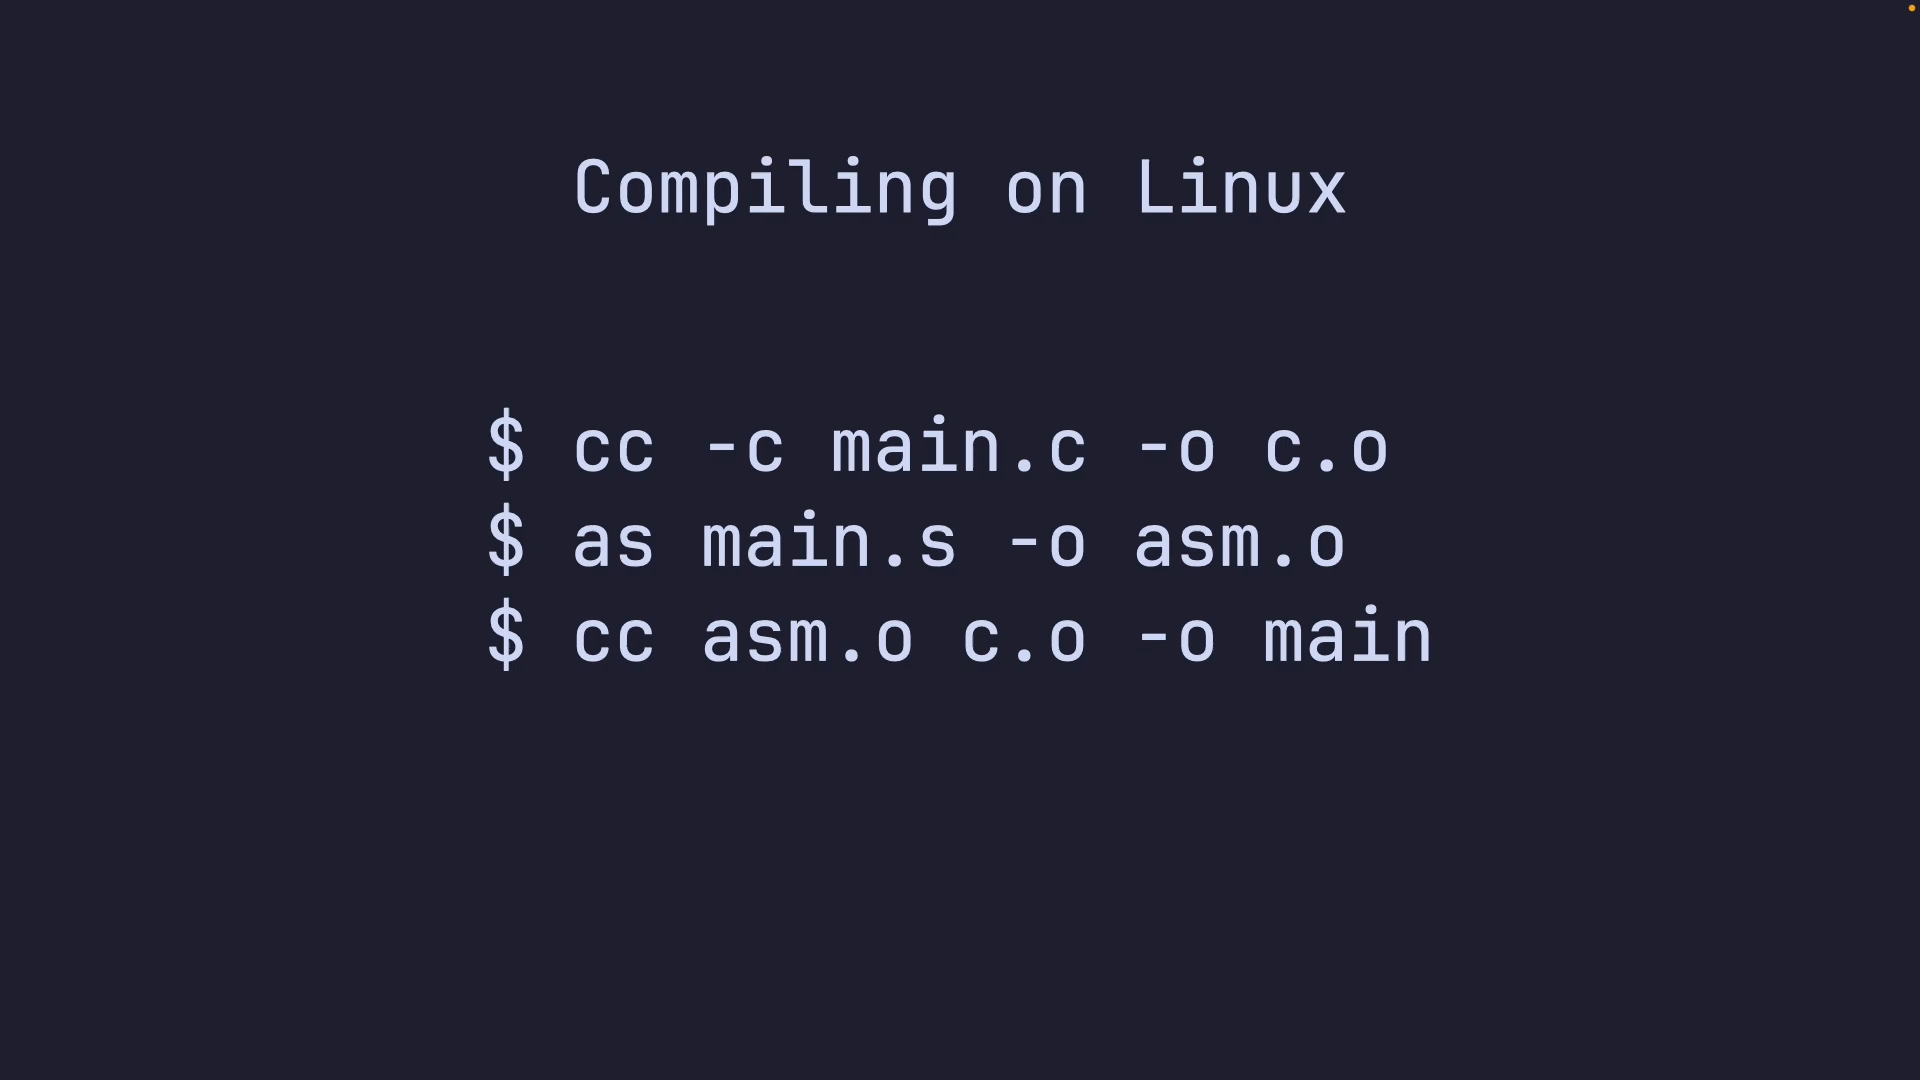 Compiling on Linux
$ cc -c main.c -o c.o
$ as main.s -o asm.o
$ cc asm.o c.o -o main